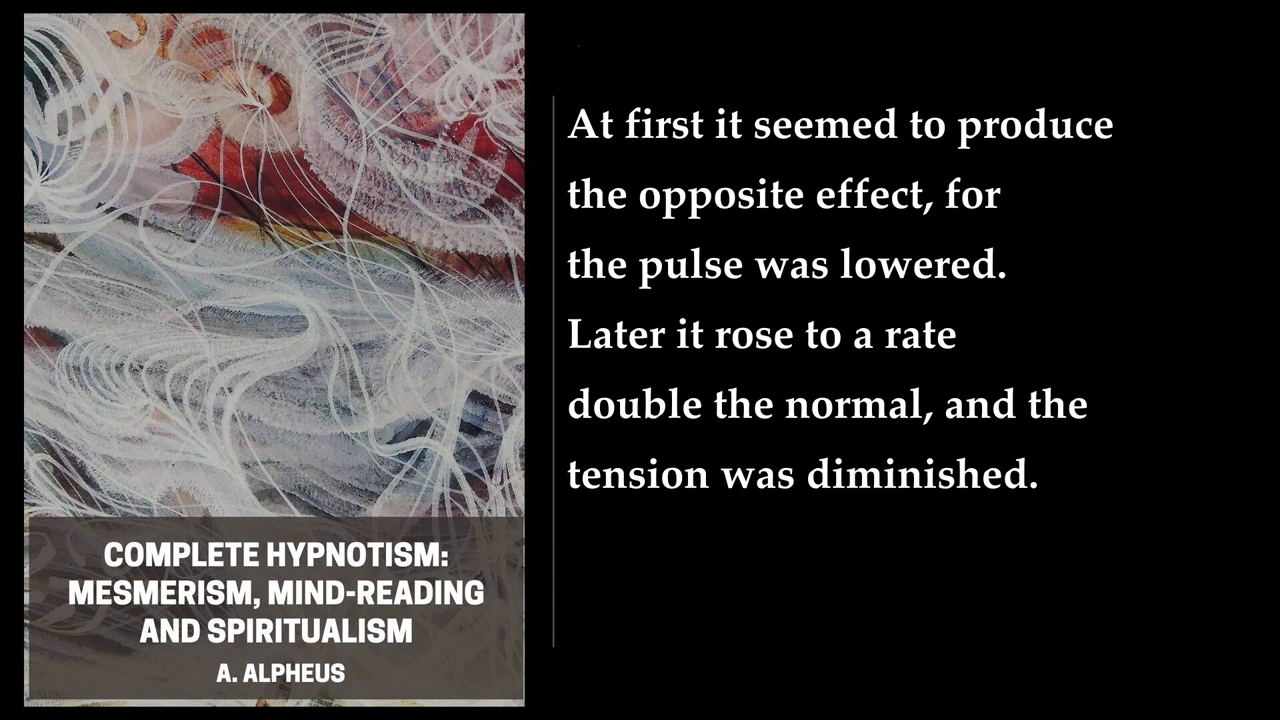 At first it seemed to produce
the opposite effect, for
the pulse was lowered.
Later it rose to a rate
double the normal, and the
tension was diminished.
COMPLETE HYPNOTISM:
MESMERISM, MIND-READING
AND SPIRITUALISM
A. ALPHEUS